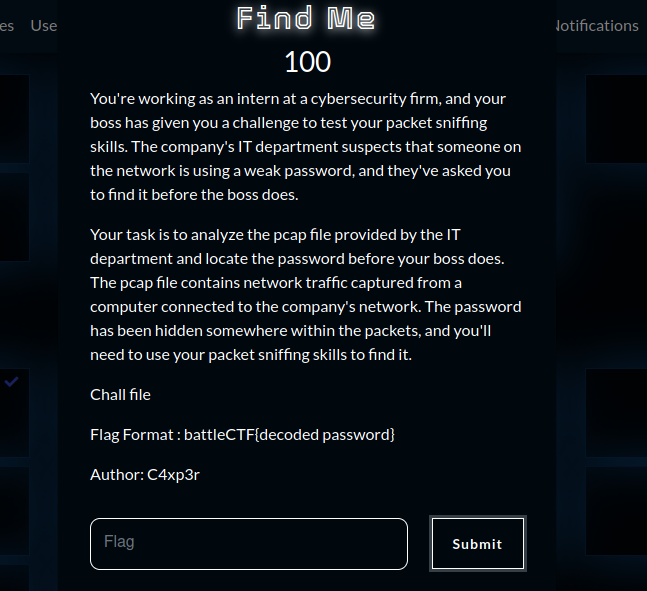 Find Me
es Use
Notifications
100
You're working as an intern at a cybersecurity firm, and your
boss has given you a challenge to test your packet sniffing
skills. The company's IT department suspects that someone on
the network is using a weak password, and they've asked you
to find it before the boss does.
Your task is to analyze the pcap file provided by the IT
department and locate the password before your boss does.
The pcap file contains network traffic captured from a
computer connected to the company's network. The password
has been hidden somewhere within the packets, and you'll
need to use your packet sniffing skills to find it.
Chall file
Flag Format : battleCTF{decoded password}
Author: C4xp3r
Flag
Submit